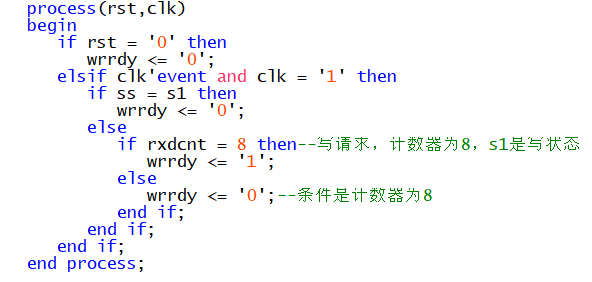 process(rst,clk)
begin
if rst = '0' then
wrrdy <= '0';
elsif clk'event and clk = '1' then
if ss = s1 then
wrrdy <= '0';
else
if rxdcnt = 8 then--写请求，计数器为8，s1是写状态
wrrdy <= '1';
else
wrrdy <= '0';--条件是计数器为8
end if;
end if;
end if;
end process;